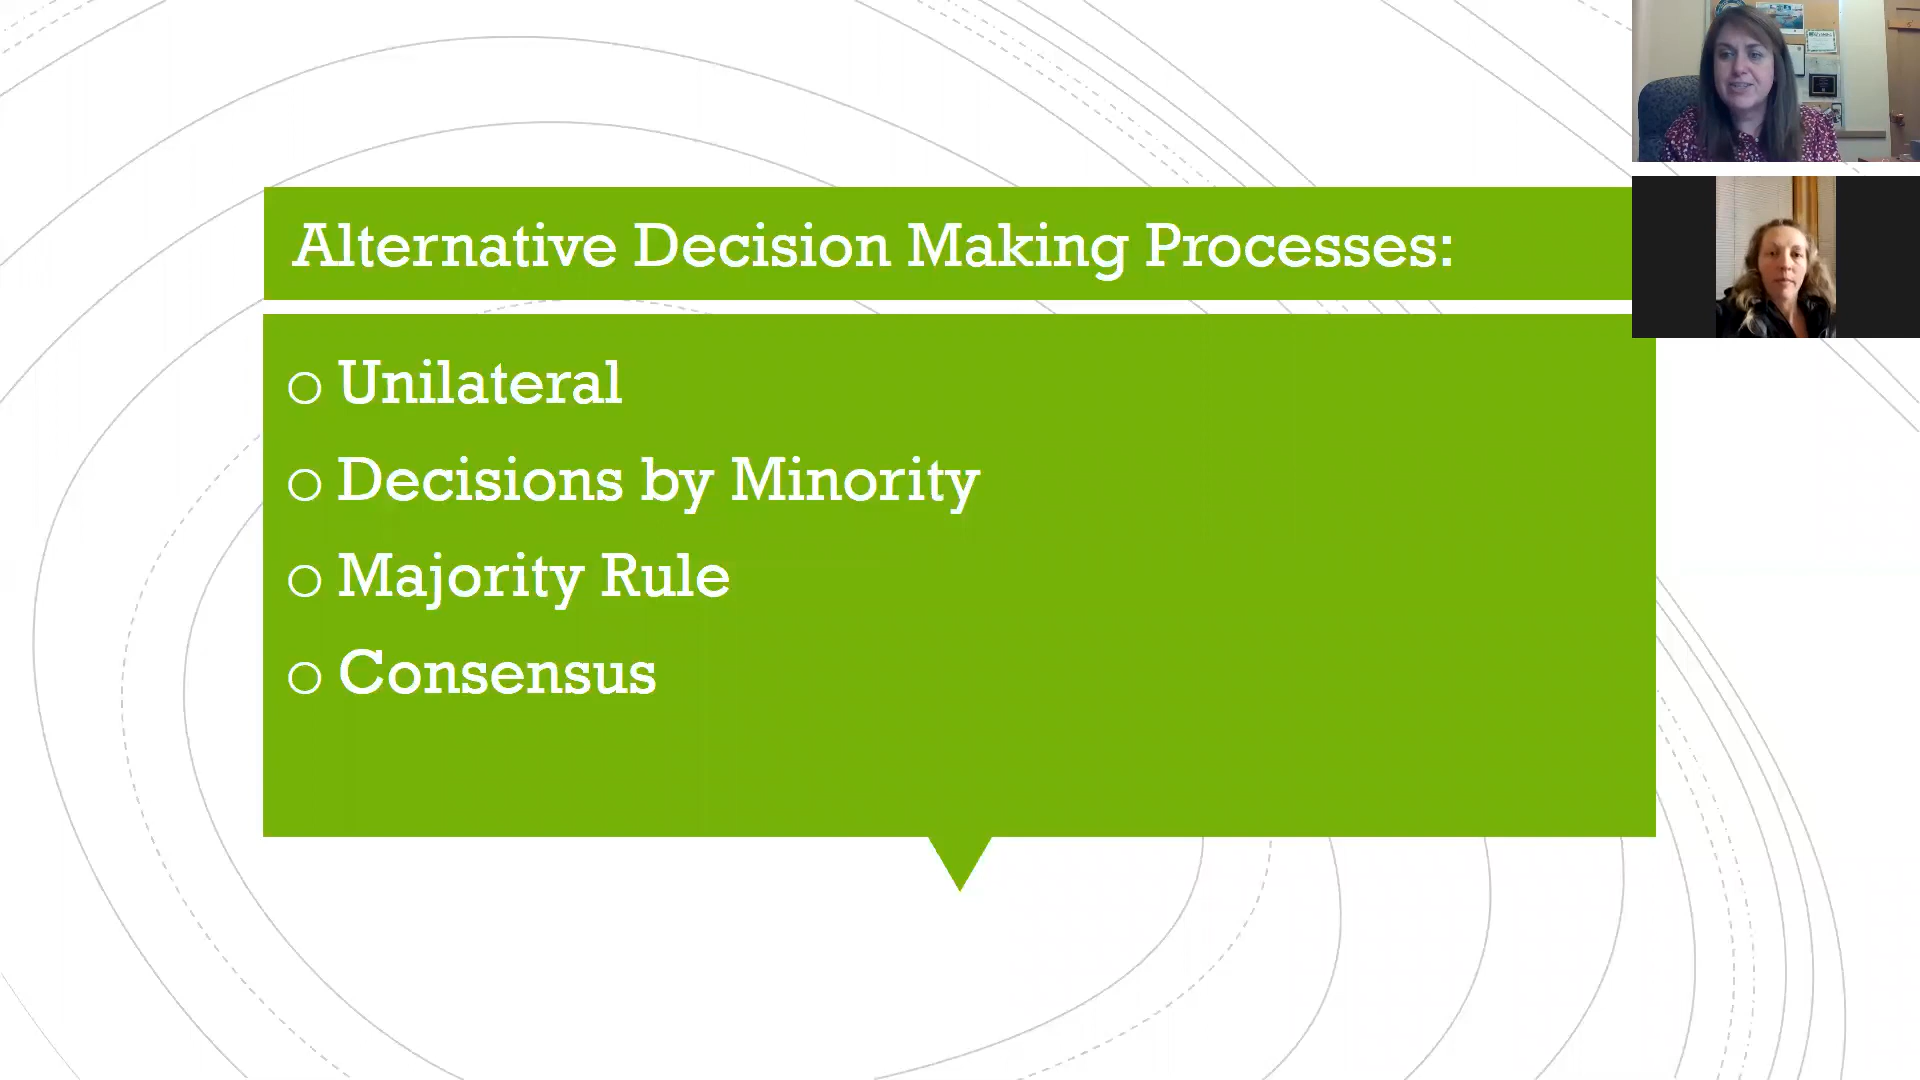 Alternative Decision Making Processes:
Unilateral
Decisions by Minority
Majority Rule
Consensus